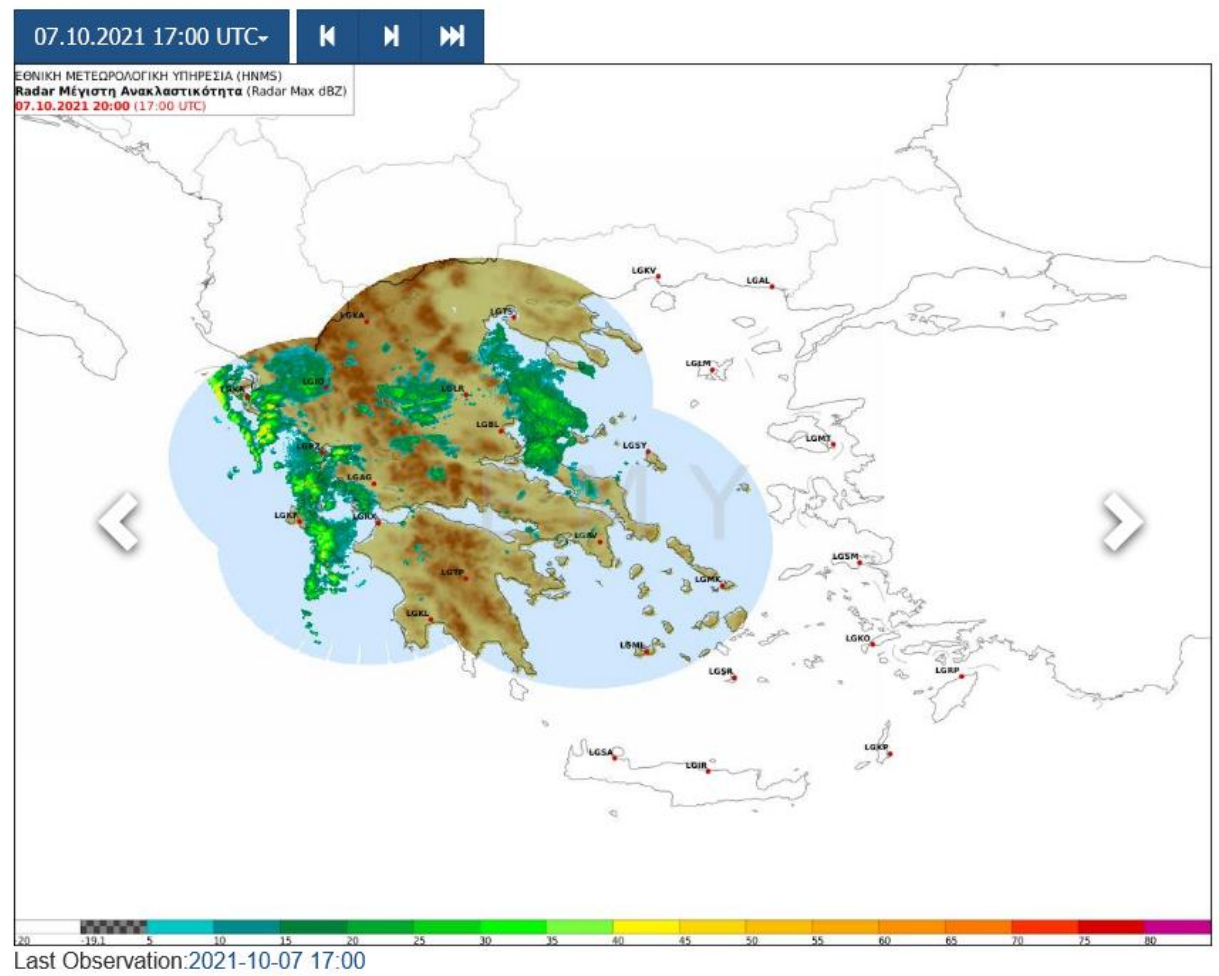 07.10.2021 17:00 UTC
ΕΘΝΙΚΗ ΜΕΤΕΩΡΟΛΟΓΙΚΗ ΥΠΗΡΕΣΙΑ (HNMS)
Radar Μέγιστη Ανακλαστικότητα (Radar Max dBZ)
07.10.2021 20:00 (17:00 UTC)
LGKV
LGAL
LGTS
LGKA
LGLM
LGIO
LGKR
LGLR
LGBL
LGMT
LGSY
LGPZ
LGAG
EMY
LGKF
LGRX
LGAV
LGSM
LGTP
LGMK
LGKL
LGKO
LGML
LGSR
LGRP
LGSA
LGKP
LGIR
-20 -19.1 5 10 15 20 25 30 35 40 45 50 55 60 65 70 75 80
Last Observation:2021-10-07 17:00